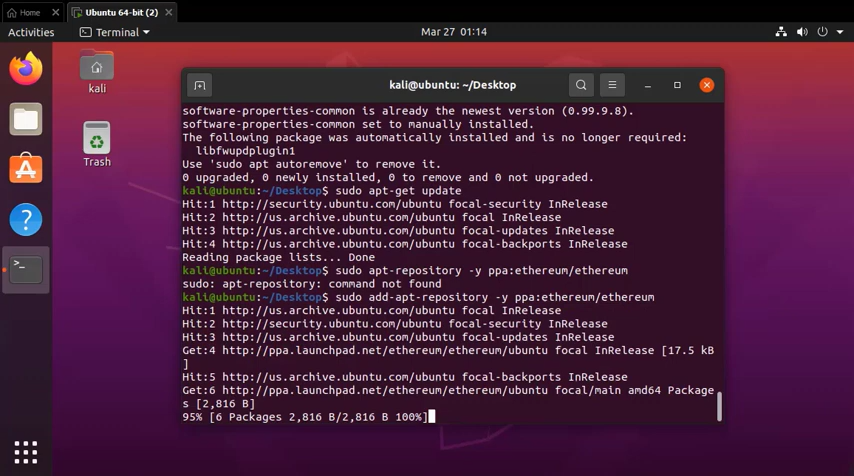 Home
Ubuntu 64-bit (2)
Activities
Terminal
Mar 27 01:14
kali
Trash
kali@ubuntu: ~/Desktop
software-properties-common is already the newest version (0.99.9.8).
software-properties-common set to manually installed.
The following package was automatically installed and is no longer required:
libfwupdplugin1
Use 'sudo apt autoremove' to remove it.
0 upgraded, 0 newly installed, 0 to remove and 0 not upgraded.
kali@ubuntu:~/Desktop$ sudo apt-get update
Hit:1 http://security.ubuntu.com/ubuntu focal-security InRelease
Hit:2 http://us.archive.ubuntu.com/ubuntu focal InRelease
Hit:3 http://us.archive.ubuntu.com/ubuntu focal-updates InRelease
Hit:4 http://us.archive.ubuntu.com/ubuntu focal-backports InRelease
Reading package lists... Done
kali@ubuntu:~/Desktop$ sudo apt-repository -y ppa:ethereum/ethereum
sudo: apt-repository: command not found
kali@ubuntu:~/Desktop$ sudo add-apt-repository -y ppa:ethereum/ethereum
Hit:1 http://us.archive.ubuntu.com/ubuntu focal InRelease
Hit:2 http://security.ubuntu.com/ubuntu focal-security InRelease
Hit:3 http://us.archive.ubuntu.com/ubuntu focal-updates InRelease
Get:4 http://ppa.launchpad.net/ethereum/ethereum/ubuntu focal InRelease [17.5 kB
]
Hit:5 http://us.archive.ubuntu.com/ubuntu focal-backports InRelease
Get:6 http://ppa.launchpad.net/ethereum/ethereum/ubuntu focal/main amd64 Package
s [2,816 B]
95% [6 Packages 2,816 B/2,816 B 100%]